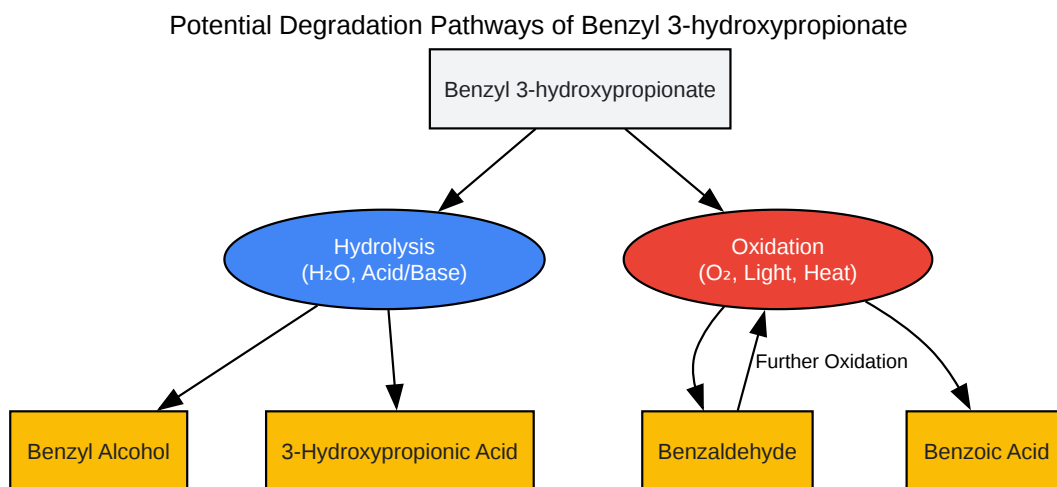 Potential Degradation Pathways of Benzyl 3-hydroxypropionate
Benzyl 3-hydroxypropionate
Hydrolysis
(H₂O, Acid/Base)
Oxidation
(O₂, Light, Heat)
Further Oxidation
Benzyl Alcohol
3-Hydroxypropionic Acid
Benzaldehyde
Benzoic Acid